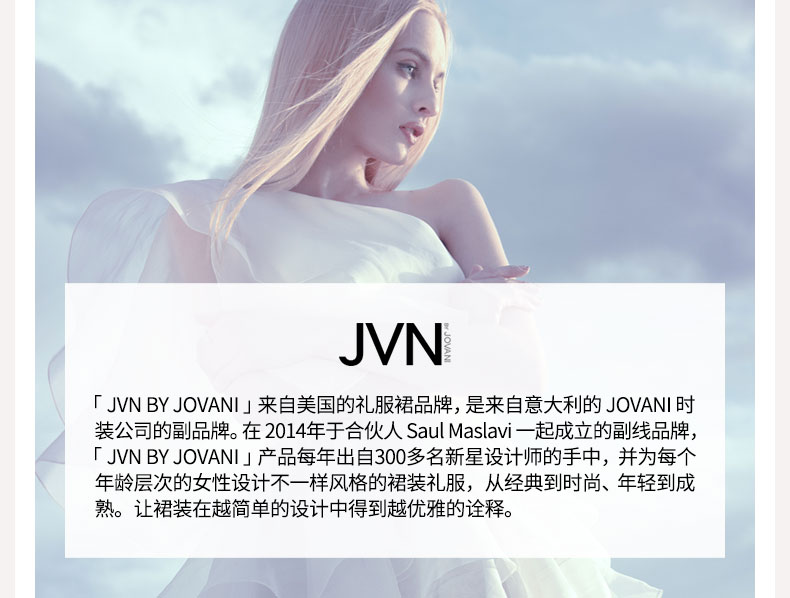 JVN BY JOVANI
「 JVN BY JOVANI 」来自美国的礼服裙品牌，是来自意大利的 JOVANI 时
装公司的副品牌。在 2014年于合伙人 Saul Maslavi 一起成立的副线品牌，
「 JVN BY JOVANI 」产品每年出自300多名新星设计师的手中，并为每个
年龄层次的女性设计不一样风格的裙装礼服，从经典到时尚、年轻到成
熟。让裙装在越简单的设计中得到越优雅的诠释。